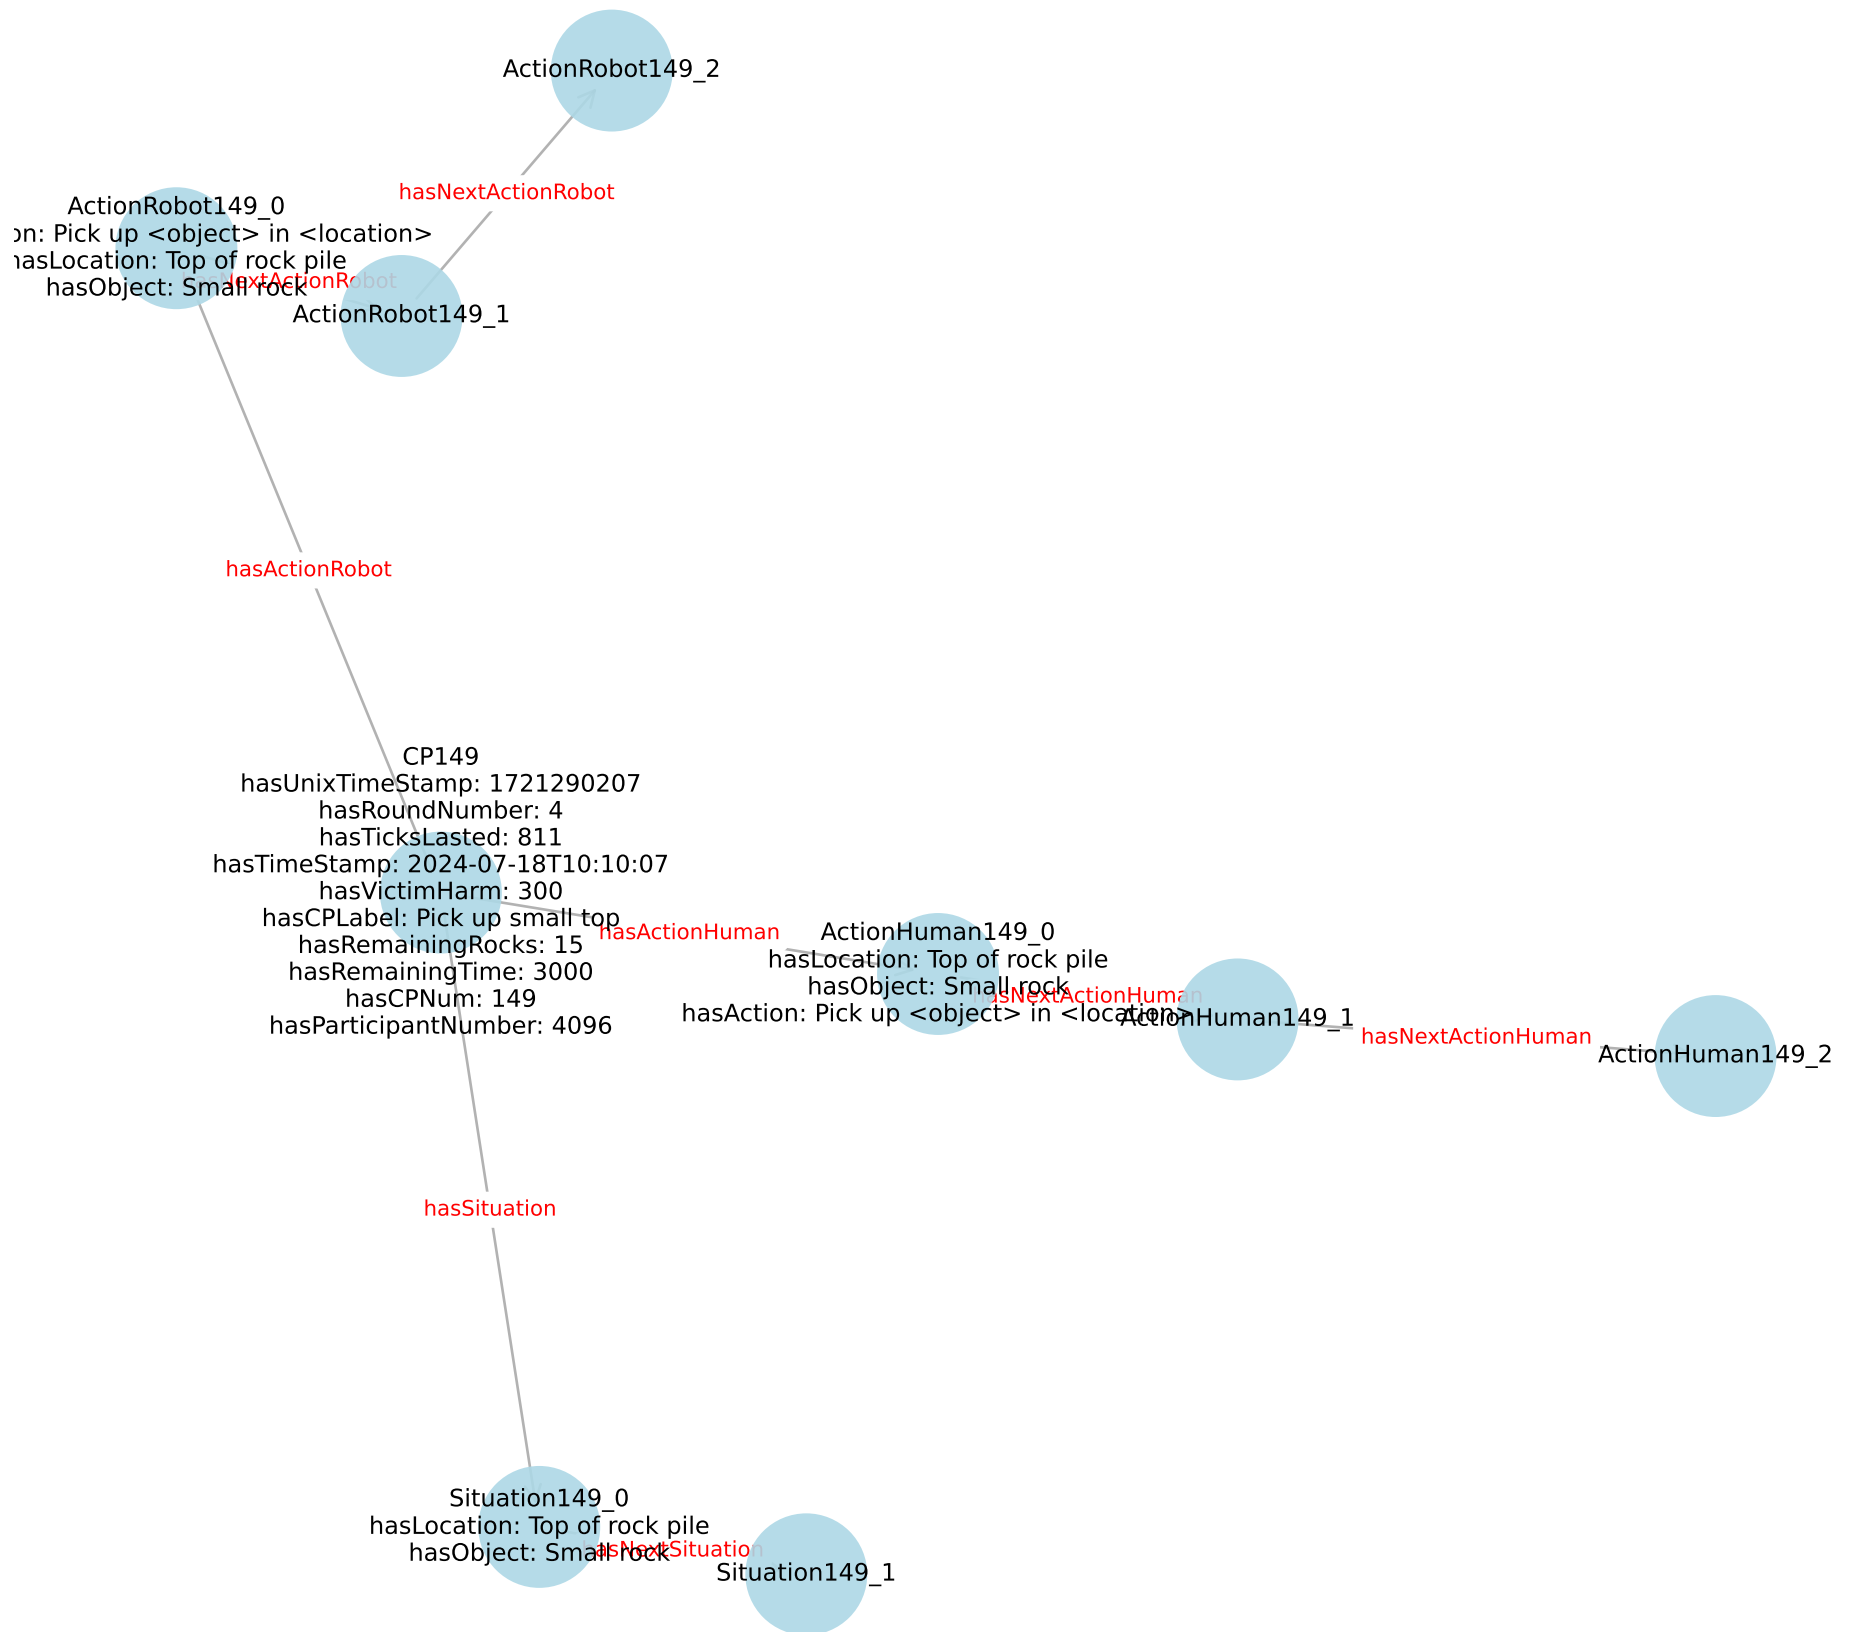 ActionRobot149_2
hasNextActionRobot
ActionRobot149_0
on: Pick up <object> in <location>
hasLocation: Top of rock pile
hasObject: Small rock
hasNextActionRobot
ActionRobot149_1
hasActionRobot
CP149
hasUnixTimeStamp: 1721290207
hasRoundNumber: 4
hasTicksLasted: 811
hasTimeStamp: 2024-07-18T10:10:07
hasVictimHarm: 300
hasCPLabel: Pick up small top
hasRemainingRocks: 15
hasRemainingTime: 3000
hasCPNum: 149
hasParticipantNumber: 4096
hasActionHuman
ActionHuman149_0
hasLocation: Top of rock pile
hasObject: Small rock
hasAction: Pick up <object> in <location>
hasNextActionHuman
ActionHuman149_1
hasNextActionHuman
ActionHuman149_2
hasSituation
Situation149_0
hasLocation: Top of rock pile
hasObject: Small rock
hasNextSituation
Situation149_1